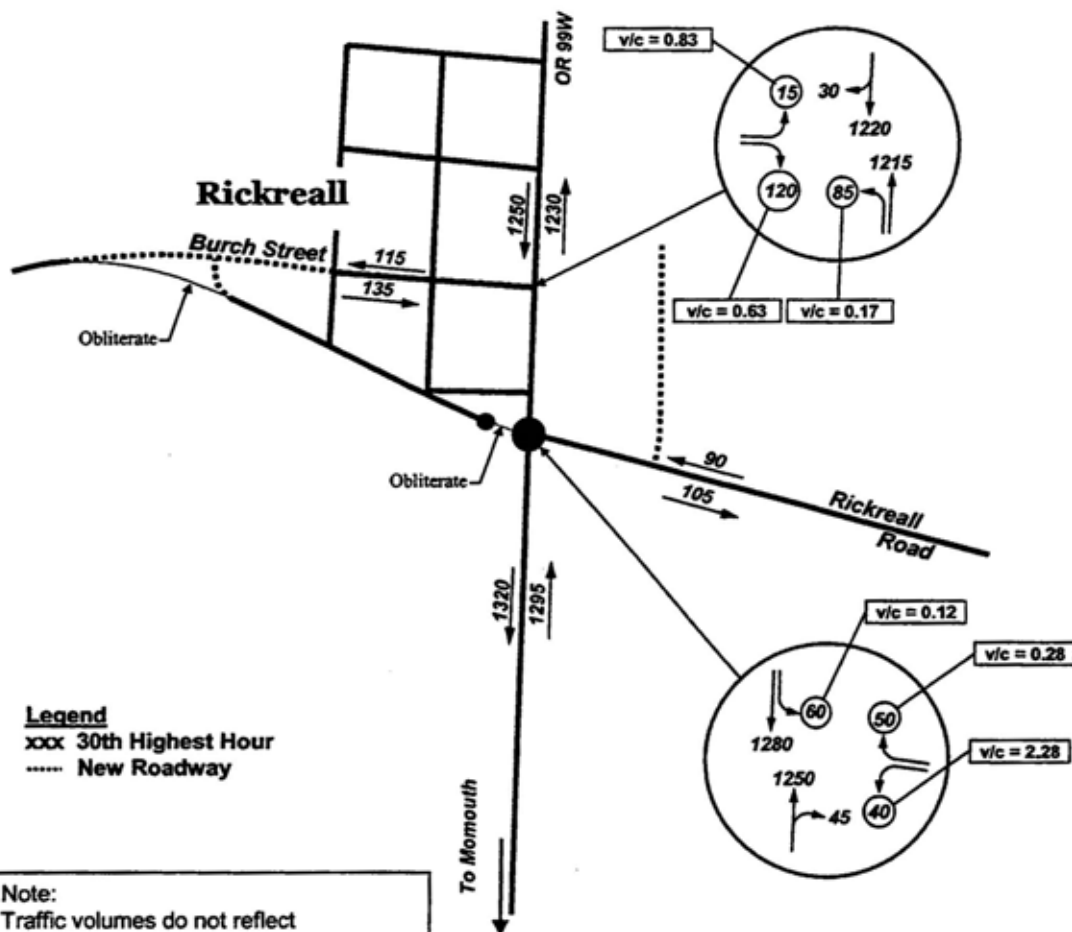 v/c = 0.83
OR 99W
15
30
1220
1215
120
85
Rickreall
1250
1230
Burch Street
115
135
v/c = 0.63
v/c = 0.17
Obliterate
Obliterate
90
105
Rickreall
Road
1320
1295
v/c = 0.12
v/c = 0.28
60
50
1280
v/c = 2.28
1250
45
40
Legend
xxx 30th Highest Hour
New Roadway
To Momouth
Note:
Traffic volumes do not reflect